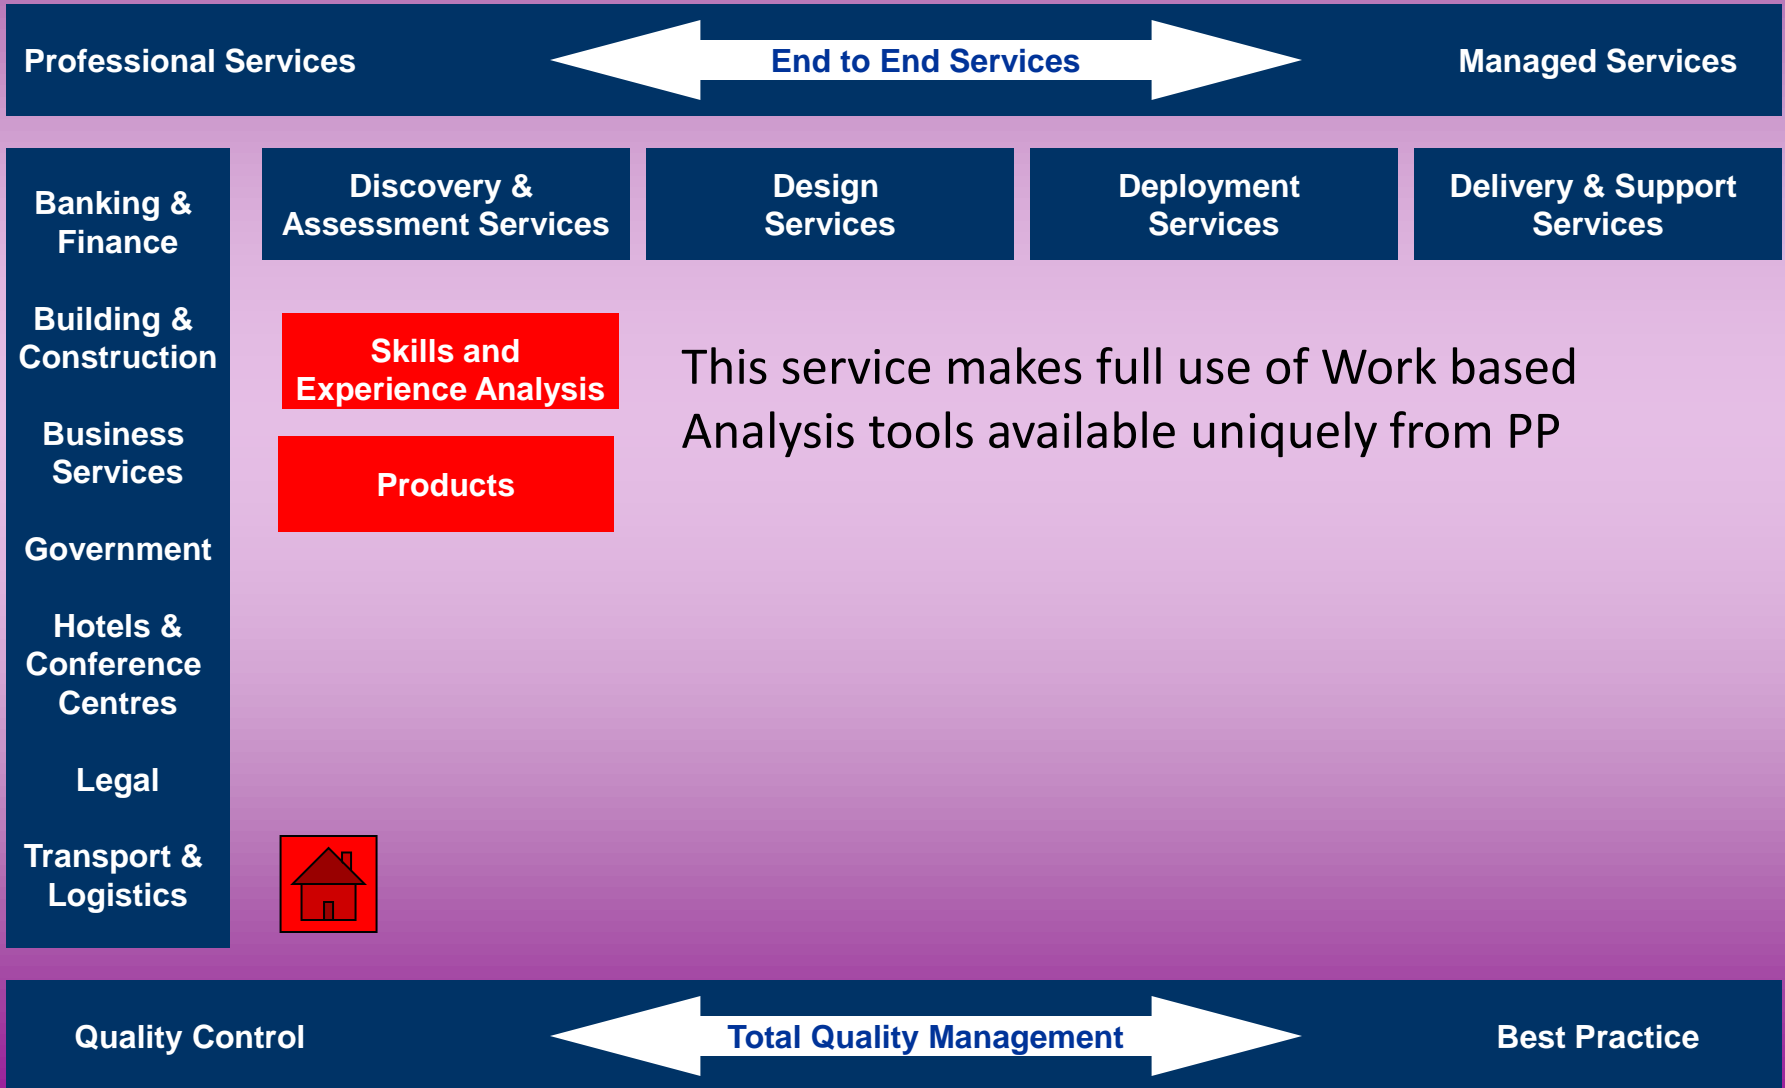 Professional Services
End to End Services
Managed Services
Banking &
Finance
Building &
Construction
Business
Services
Government
Hotels &
Conference
Centres
Legal
Transport &
Logistics
Discovery &
Assessment Services
Design
Services
Deployment
Services
Delivery & Support
Services
Skills and
Experience Analysis
Products
This service makes full use of Work based
Analysis tools available uniquely from PP
Quality Control
Total Quality Management
Best Practice